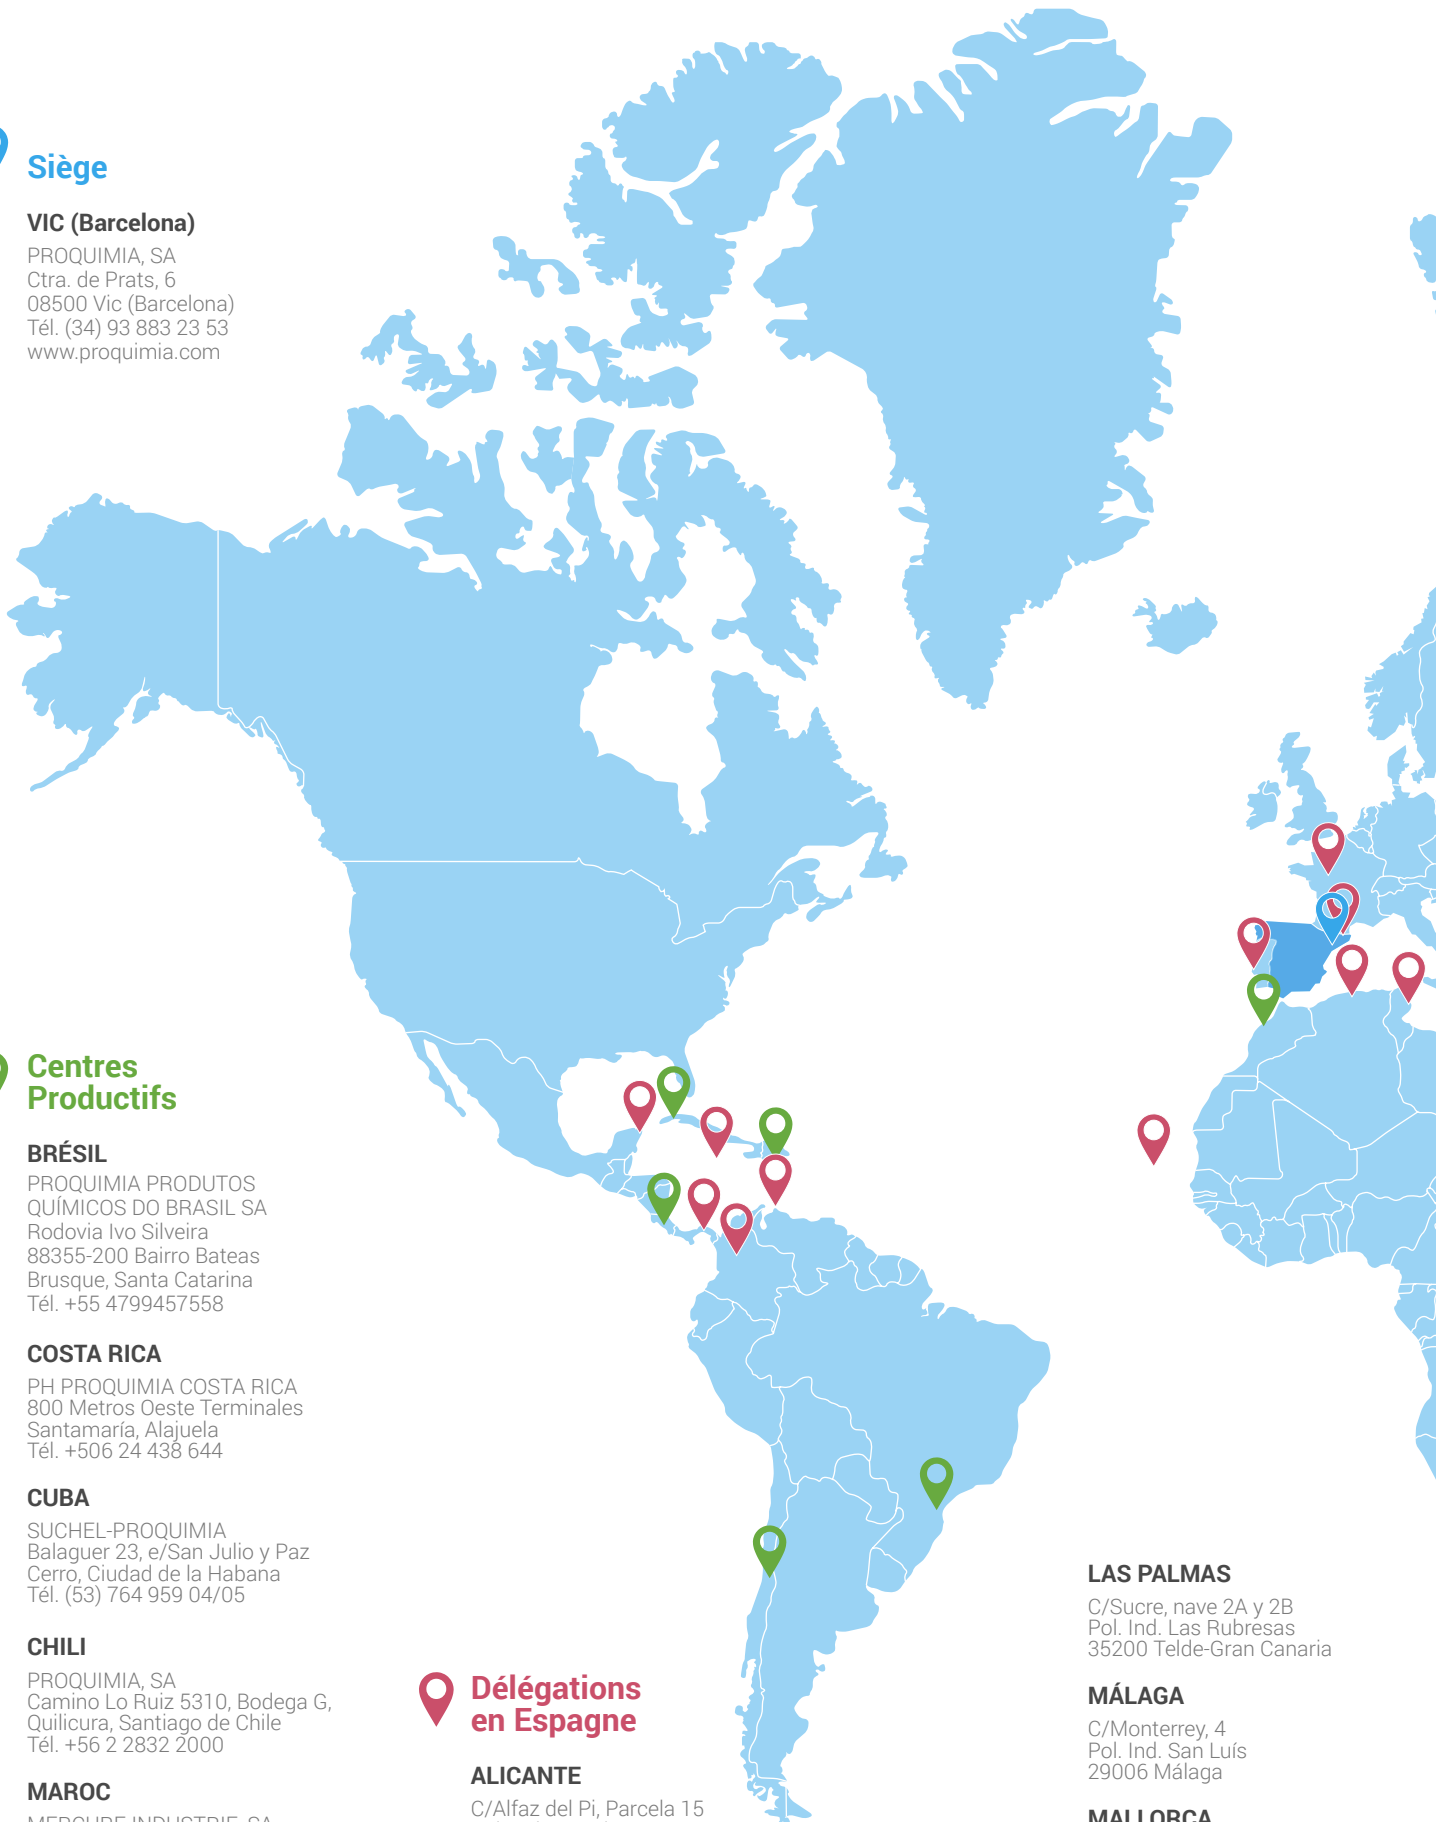 Siège
VIC (Barcelona)
PROQUIMIA, SA
Ctra. de Prats, 6
08500 Vic (Barcelona)
Tél. (34) 93 883 23 53
www.proquimia.com
Centres
Productifs
BRÉSIL
PROQUIMIA PRODUTOS
QUÍMICOS DO BRASIL SA
Rodovia Ivo Silveira
88355-200 Bairro Bateas
Brusque, Santa Catarina
Tél. +55 4799457558
COSTA RICA
PH PROQUIMIA COSTA RICA
800 Metros Oeste Terminales
Santamaría, Alajuela
Tél. +506 24 438 644
CUBA
SUCHEL-PROQUIMIA
Balaguer 23, e/San Julio y Paz
Cerro, Ciudad de la Habana
Tél. (53) 764 959 04/05
CHILI
PROQUIMIA, SA
Camino Lo Ruiz 5310, Bodega G,
Quilicura, Santiago de Chile
Tél. +56 2 2832 2000
MAROC
MERCURE INDUSTRIE, SA
Délégations
en Espagne
ALICANTE
C/Alfaz del Pi, Parcela 15
LAS PALMAS
C/Sucre, nave 2A y 2B
Pol. Ind. Las Rubresas
35200 Telde-Gran Canaria
MÁLAGA
C/Monterrey, 4
Pol. Ind. San Luís
29006 Málaga
MALLORCA